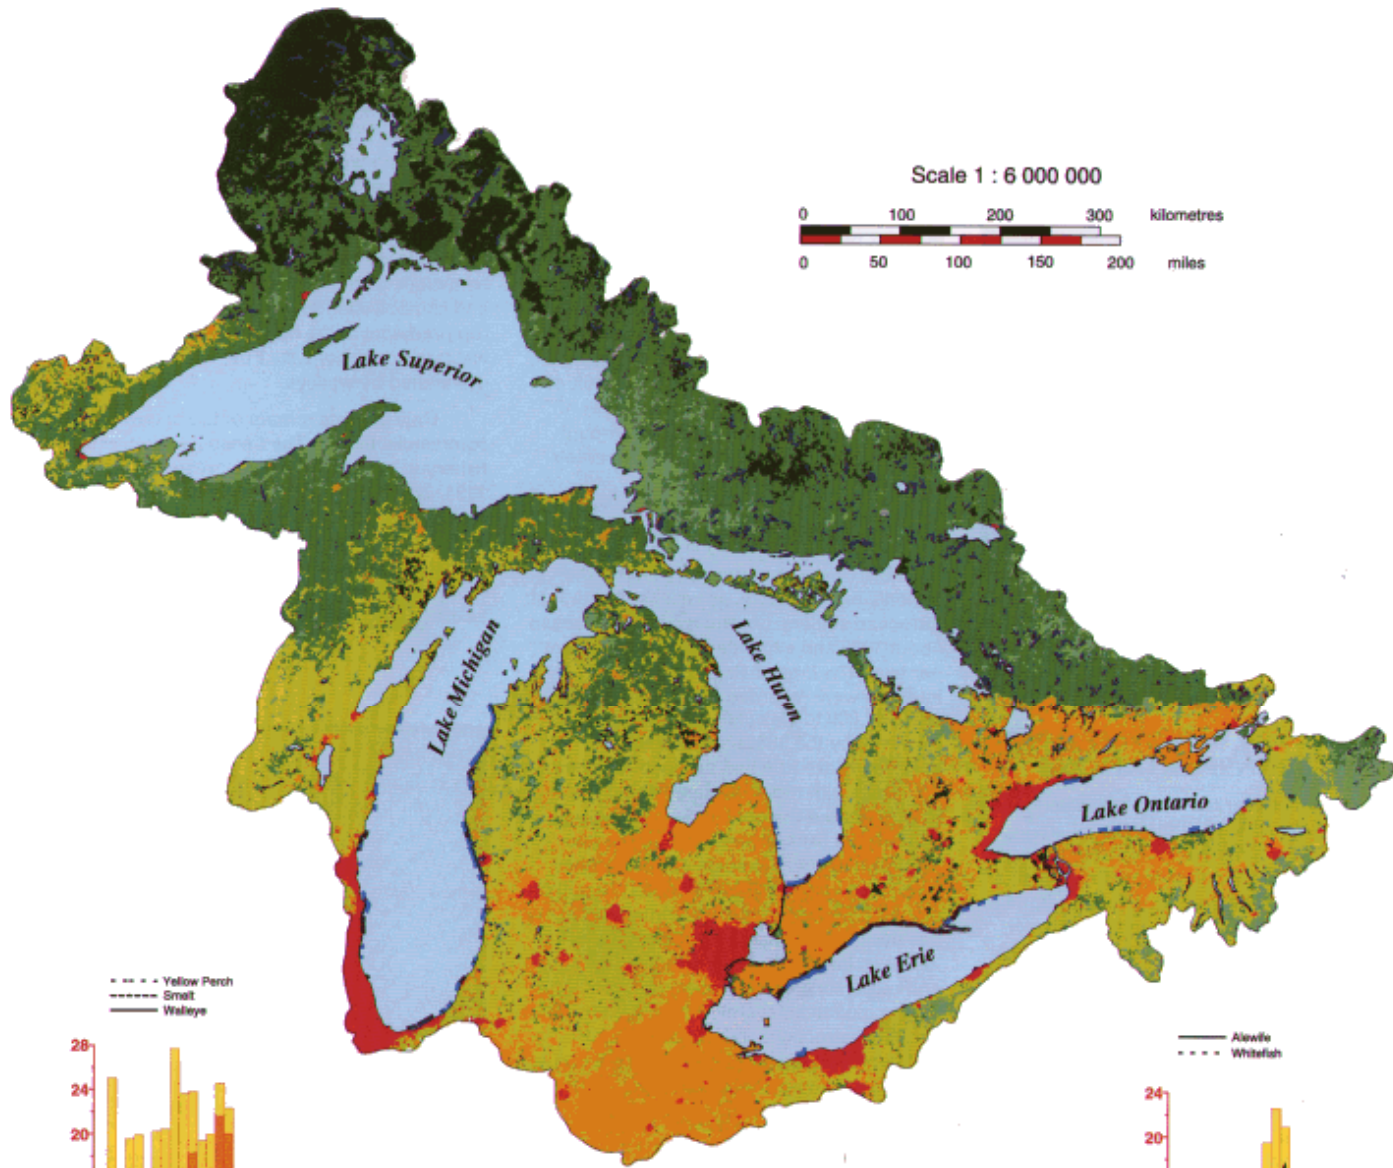 Scale 1 : 6 000 000
0 100 200 300 kilometres
0 50 100 150 200 miles
Lake Superior
Lake Michigan
Lake Huron
Lake Ontario
Lake Erie
Yellow Perch
Smelt
Walleye
28
24
20
Alewife
Whitefish
24
20